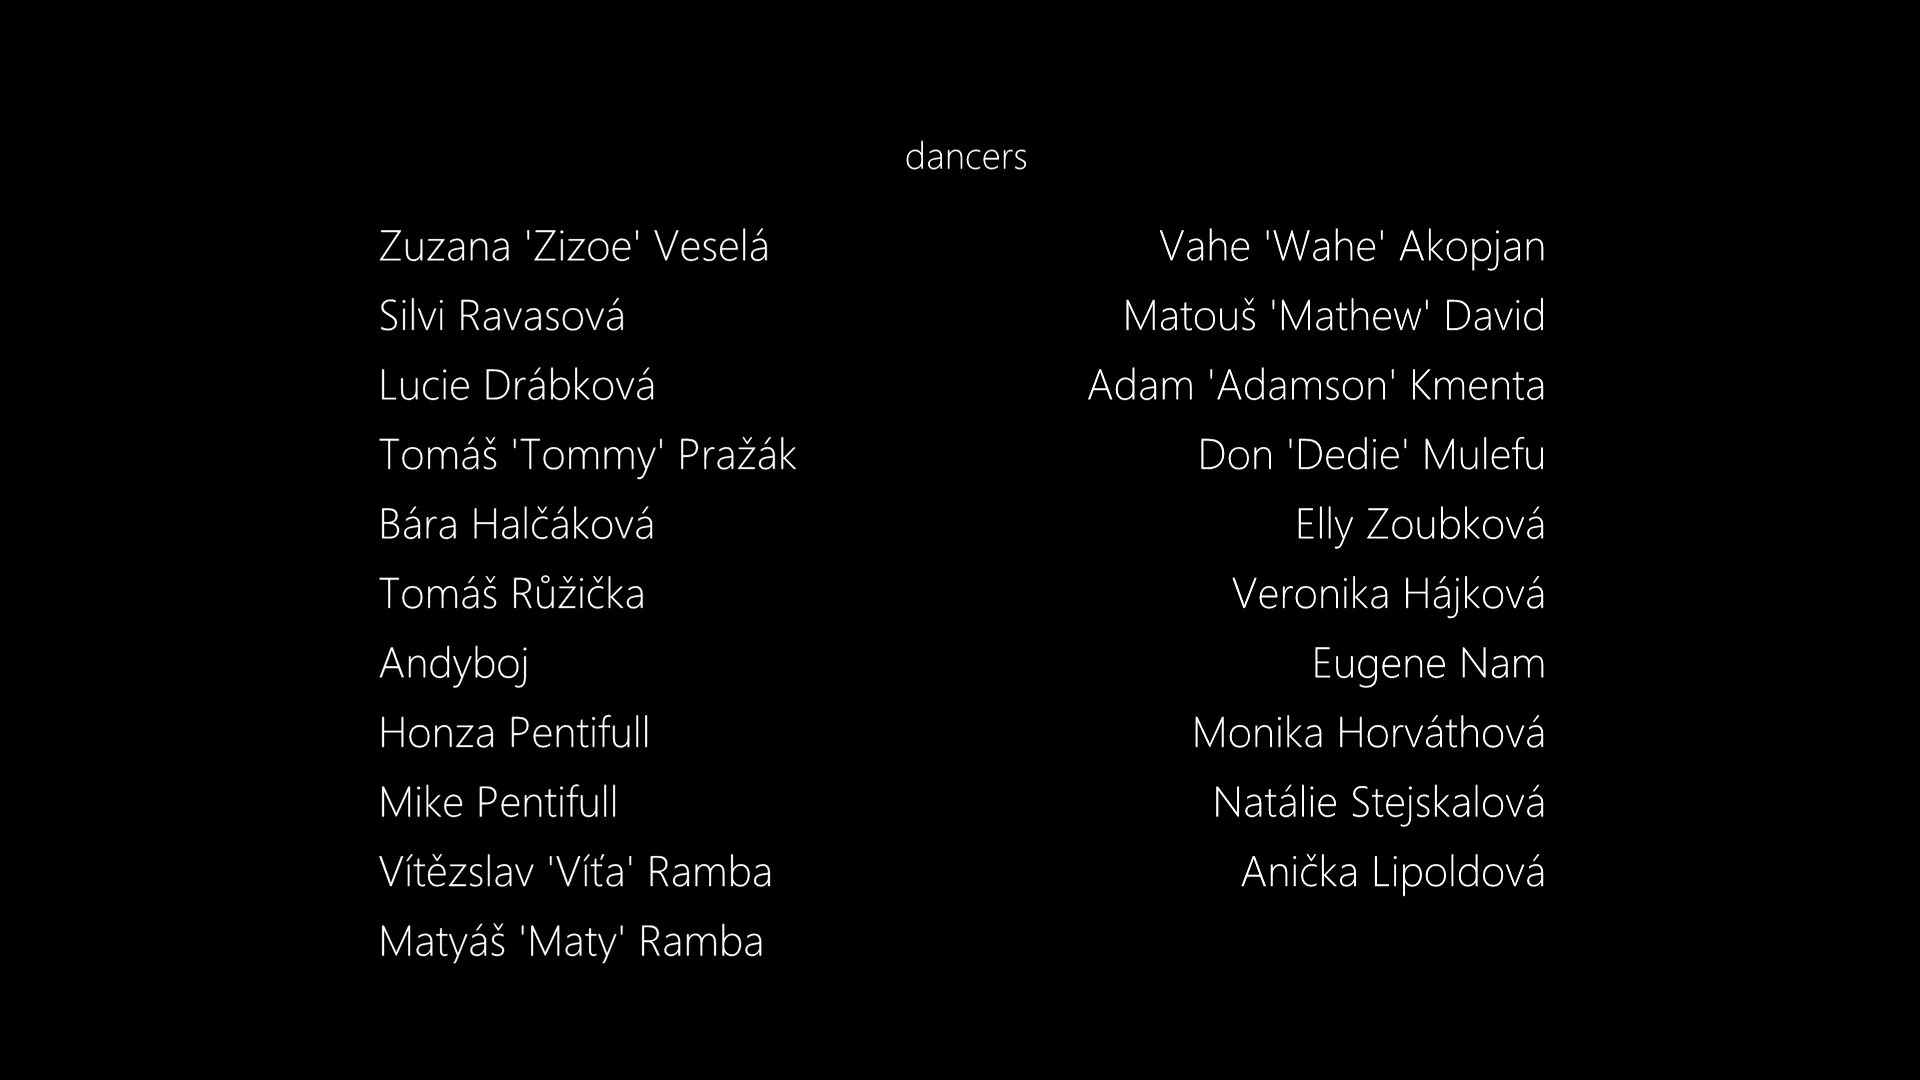 dancers
Zuzana 'Zizoe' Veselá
Silvi Ravasová
Lucie Drábková
Tomáš 'Tommy' Pražák
Bára Halčáková
Tomáš Růžička
Andyboj
Honza Pentifull
Mike Pentifull
Vítězslav 'Víťa' Ramba
Matyáš 'Maty' Ramba
Vahe 'Wahe' Akopjan
Matouš 'Mathew' David
Adam 'Adamson' Kmenta
Don 'Dedie' Mulefu
Elly Zoubková
Veronika Hájková
Eugene Nam
Monika Horváthová
Natálie Stejskalová
Anička Lipoldová